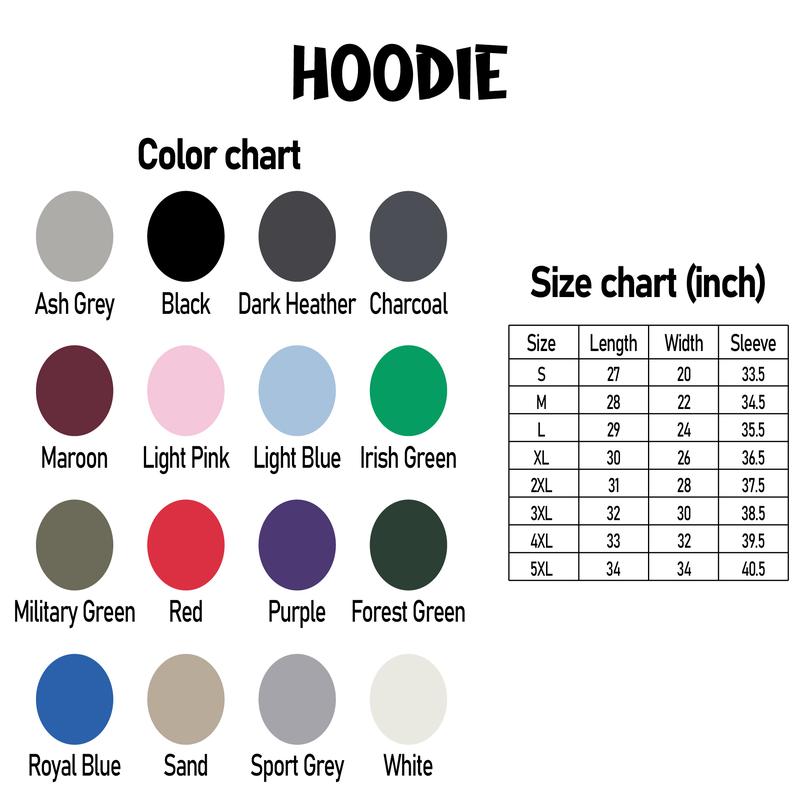 HOODIE
Color chart
Ash Grey Black Dark Heather Charcoal
Maroon Light Pink Light Blue Irish Green
Military Green Red Purple Forest Green
Royal Blue Sand Sport Grey White
Size chart (inch)
Size Length Width Sleeve
S 27 20 33.5
M 28 22 34.5
L 29 24 35.5
XL 30 26 36.5
2XL 31 28 37.5
3XL 32 30 38.5
4XL 33 32 39.5
5XL 34 34 40.5